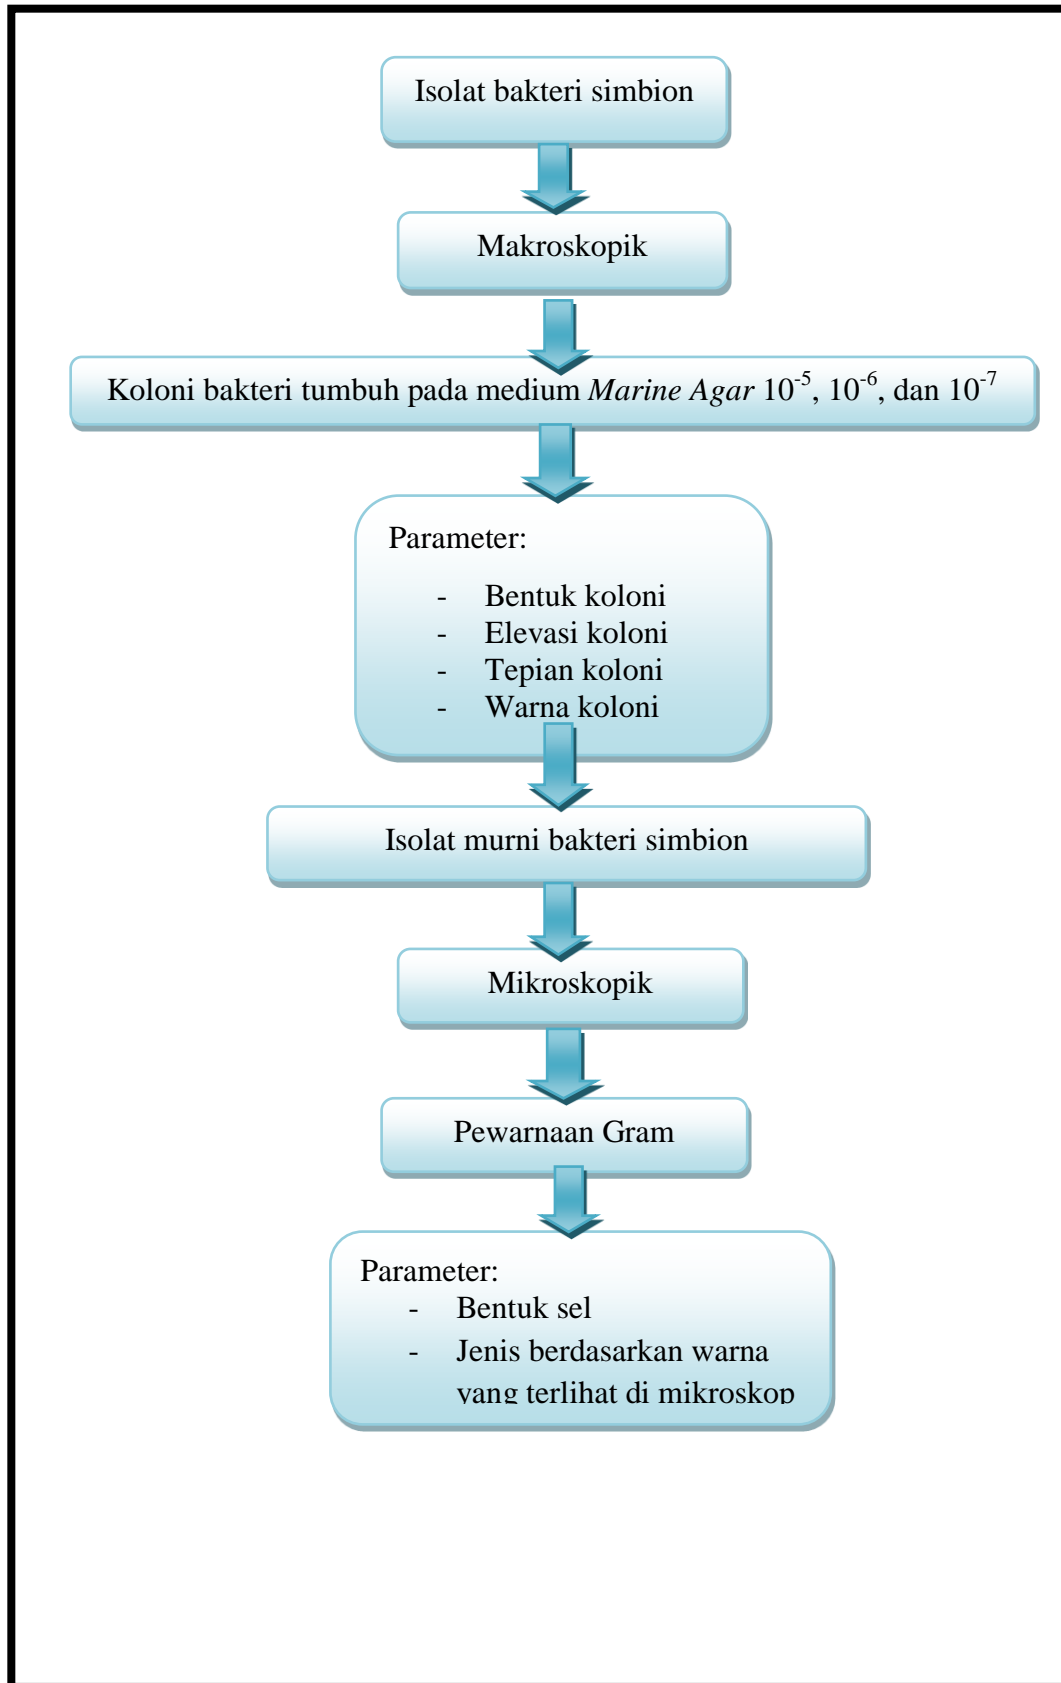 Isolat bakteri simbion
Makroskopik
Koloni bakteri tumbuh pada medium Marine Agar 10⁻⁵, 10⁻⁶, dan 10⁻⁷
Parameter:
- Bentuk koloni
- Elevasi koloni
- Tepian koloni
- Warna koloni
Isolat murni bakteri simbion
Mikroskopik
Pewarnaan Gram
Parameter:
- Bentuk sel
- Jenis berdasarkan warna
yang terlihat di mikroskop